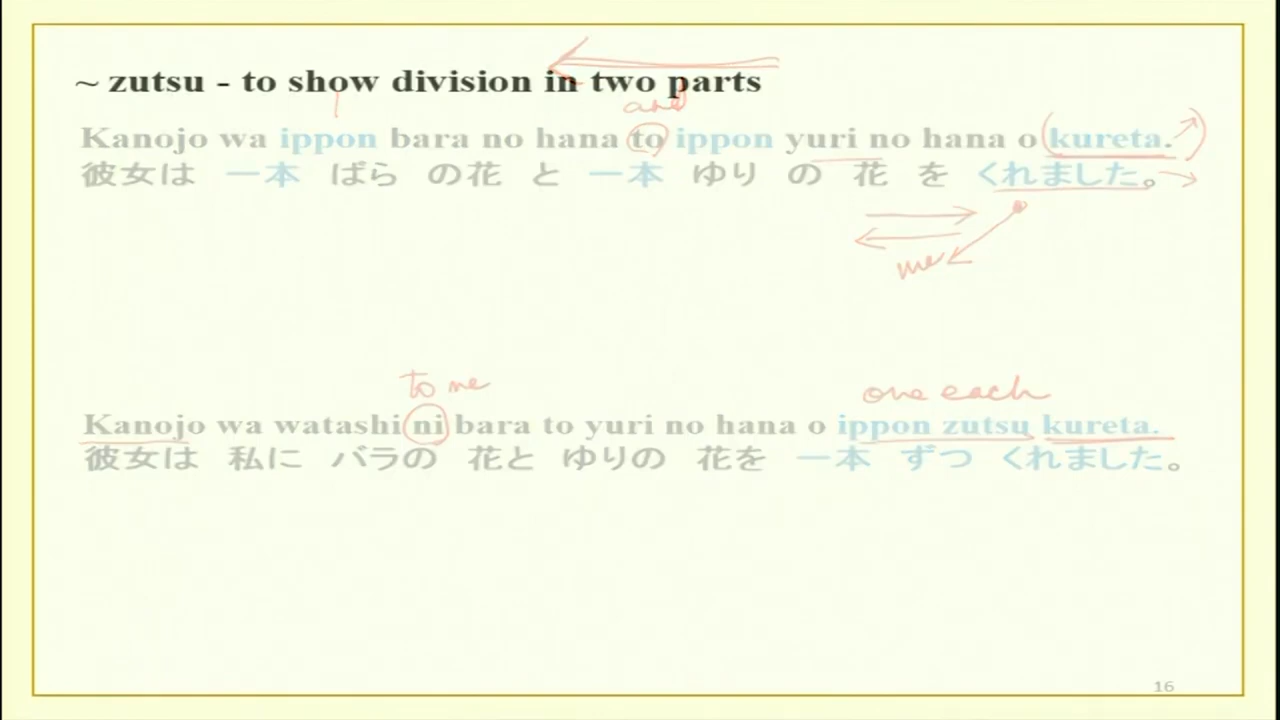 ~ zutsu - to show division in two parts
and
Kanojo wa ippon bara no hana to ippon yuri no hana o (kureta.)
彼女は 一本 ばら の花 と 一本 ゆり の 花 を くれました。
me
to me
one each
Kanojo wa watashi ni bara to yuri no hana o ippon zutsu kureta.
彼女は 私に バラの 花と ゆりの 花を 一本 ずつ くれました。
16